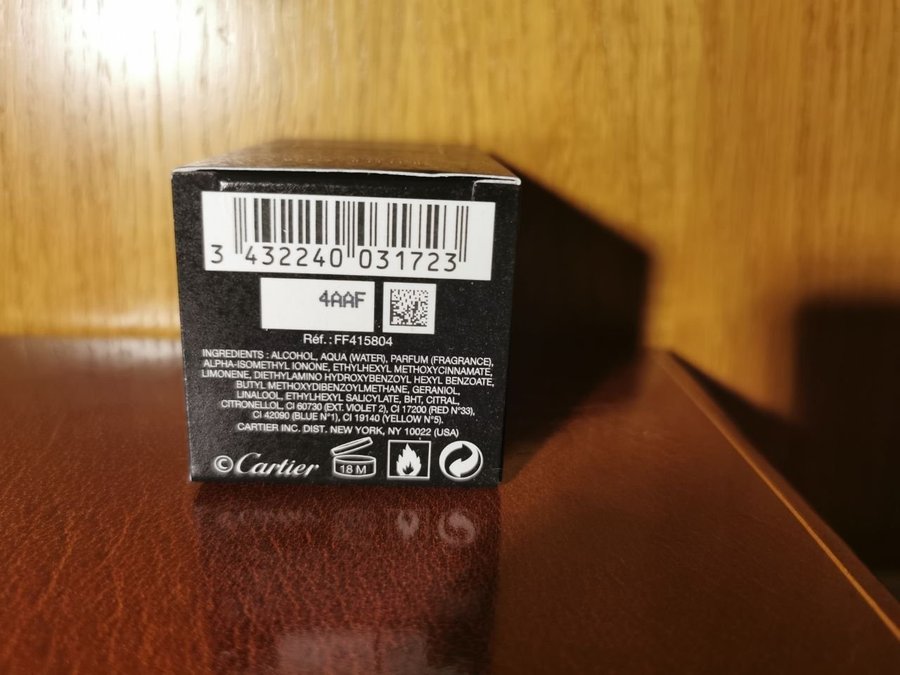 3 432240 031723
4AAF
Réf. : FF415804
INGREDIENTS : ALCOHOL, AQUA (WATER), PARFUM (FRAGRANCE),
ALPHA-ISOMETHYL IONONE, ETHYLHEXYL METHOXYCINNAMATE,
LIMONENE, DIETHYLAMINO HYDROXYBENZOYL HEXYL BENZOATE,
BUTYL METHOXYDIBENZOYLMETHANE, GERANIOL,
LINALOOL, ETHYLHEXYL SALICYLATE, BHT, CITRAL,
CITRONELLOL, CI 60730 (EXT. VIOLET 2), CI 17200 (RED N°33),
CI 42090 (BLUE N°1), CI 19140 (YELLOW N°5).
CARTIER INC. DIST. NEW YORK, NY 10022 (USA)
©Cartier 18 M